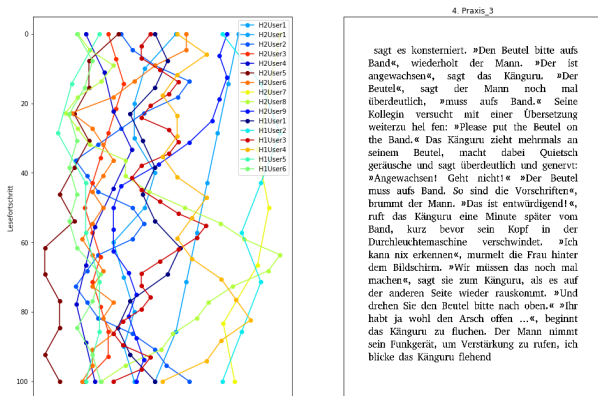 H2User1
H2User2
H2User3
H2User4
H2User5
H2User6
H2User7
H2User8
H2User9
H1User1
H1User2
H1User3
H1User4
H1User5
H1User6
0
20
40
60
80
100
Lesefortschritt
4. Praxis_3
sagt es konsterniert. »Den Beutel bitte aufs
Band«, wiederholt der Mann. »Der ist
angewachsen«, sagt das Känguru. »Der
Beutel«, sagt der Mann noch mal
überdeutlich, »muss aufs Band.« Seine
Kollegin versucht mit einer Übersetzung
weiterzu hel fen: »Please put the Beutel on
the Band.« Das Känguru zieht mehrmals an
seinem Beutel, macht dabei Quietsch
geräusche und sagt überdeutlich und genervt:
»Angewachsen! Geht nicht!« »Der Beutel
muss aufs Band. So sind die Vorschriften«,
brummt der Mann. »Das ist entwürdigend!«,
ruft das Känguru eine Minute später vom
Band, kurz bevor sein Kopf in der
Durchleuchtemaschine verschwindet. »Ich
kann nix erkennen«, murmelt die Frau hinter
dem Bildschirm. »Wir müssen das noch mal
machen«, sagt sie zum Känguru, als es auf
der anderen Seite wieder rauskommt. »Und
drehen Sie den Beutel bitte nach oben.« »Ihr
habt ja wohl den Arsch offen ...«, beginnt
das Känguru zu fluchen. Der Mann nimmt
sein Funkgerät, um Verstärkung zu rufen, ich
blicke das Känguru flehend